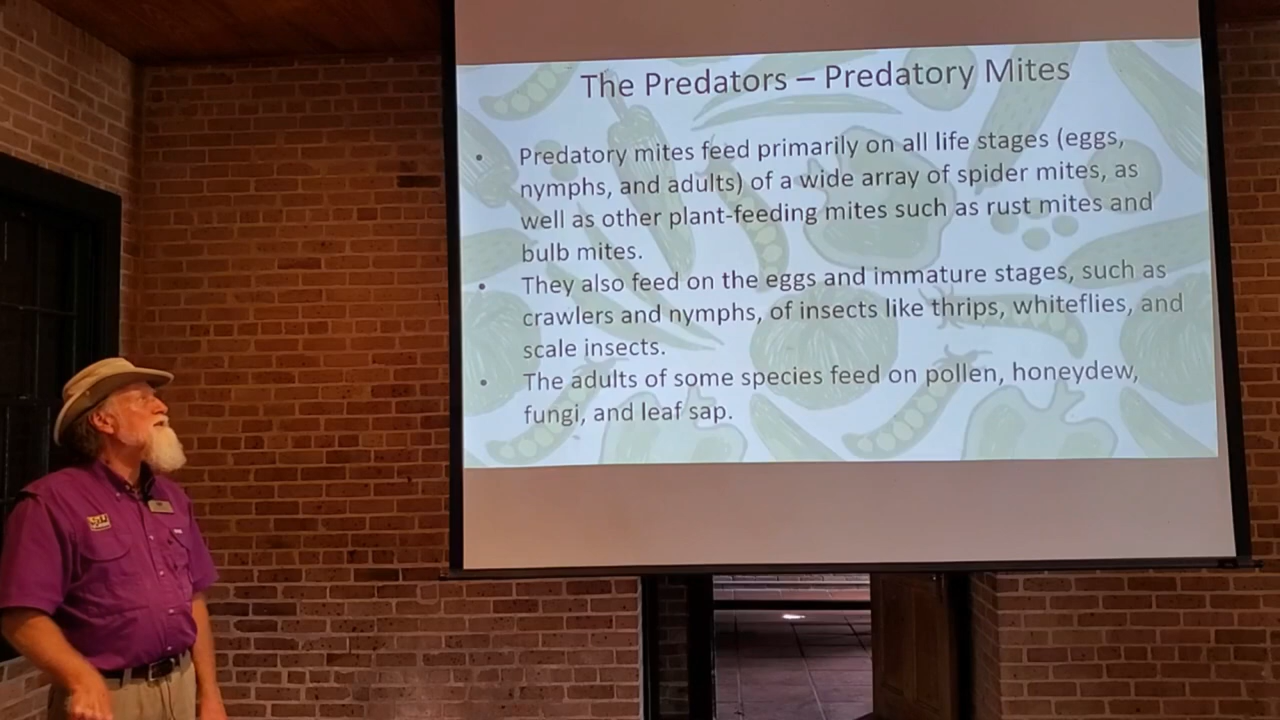 The Predators – Predatory Mites
• Predatory mites feed primarily on all life stages (eggs,
nymphs, and adults) of a wide array of spider mites, as
well as other plant-feeding mites such as rust mites and
bulb mites.
• They also feed on the eggs and immature stages, such as
crawlers and nymphs, of insects like thrips, whiteflies, and
scale insects.
• The adults of some species feed on pollen, honeydew,
fungi, and leaf sap.